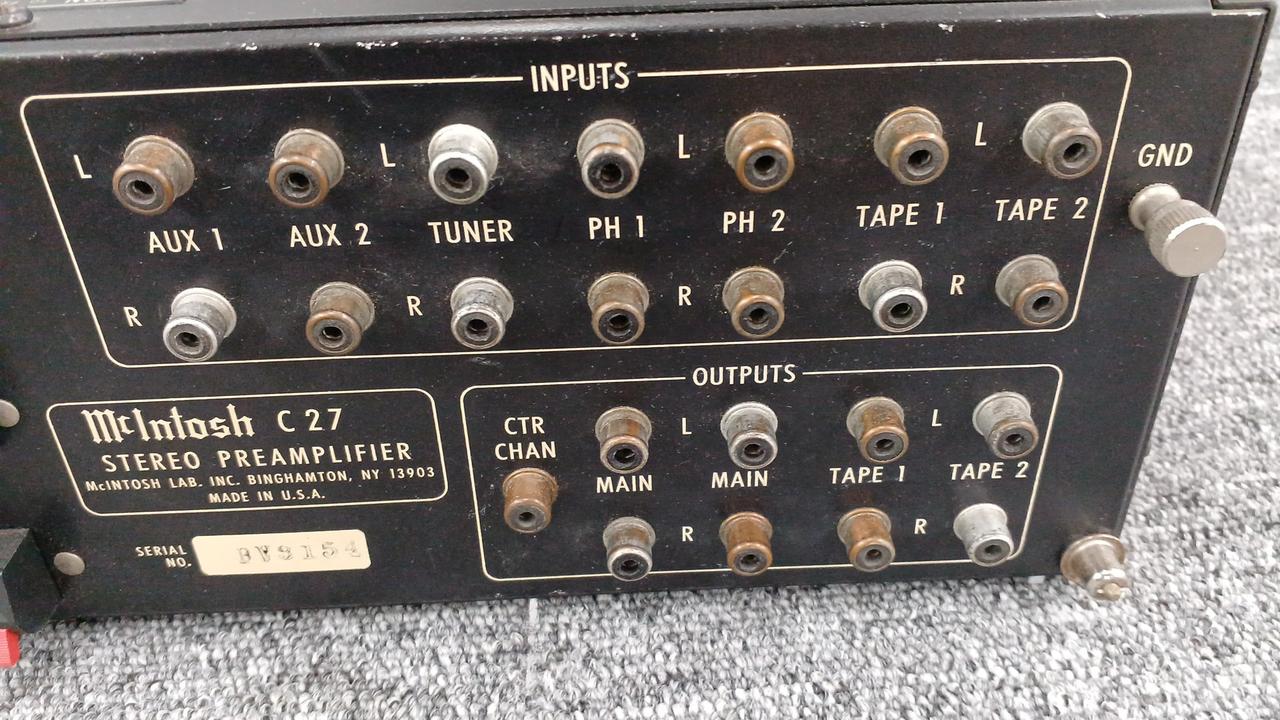 INPUTS
L L L L
GND
AUX 1 AUX 2 TUNER PH 1 PH 2 TAPE 1 TAPE 2
R R R R
OUTPUTS
McIntosh C 27
STEREO PREAMPLIFIER
McINTOSH LAB. INC. BINGHAMTON, NY 13903
MADE IN U.S.A.
CTR
CHAN
L L
MAIN MAIN TAPE 1 TAPE 2
R R
SERIAL
NO.